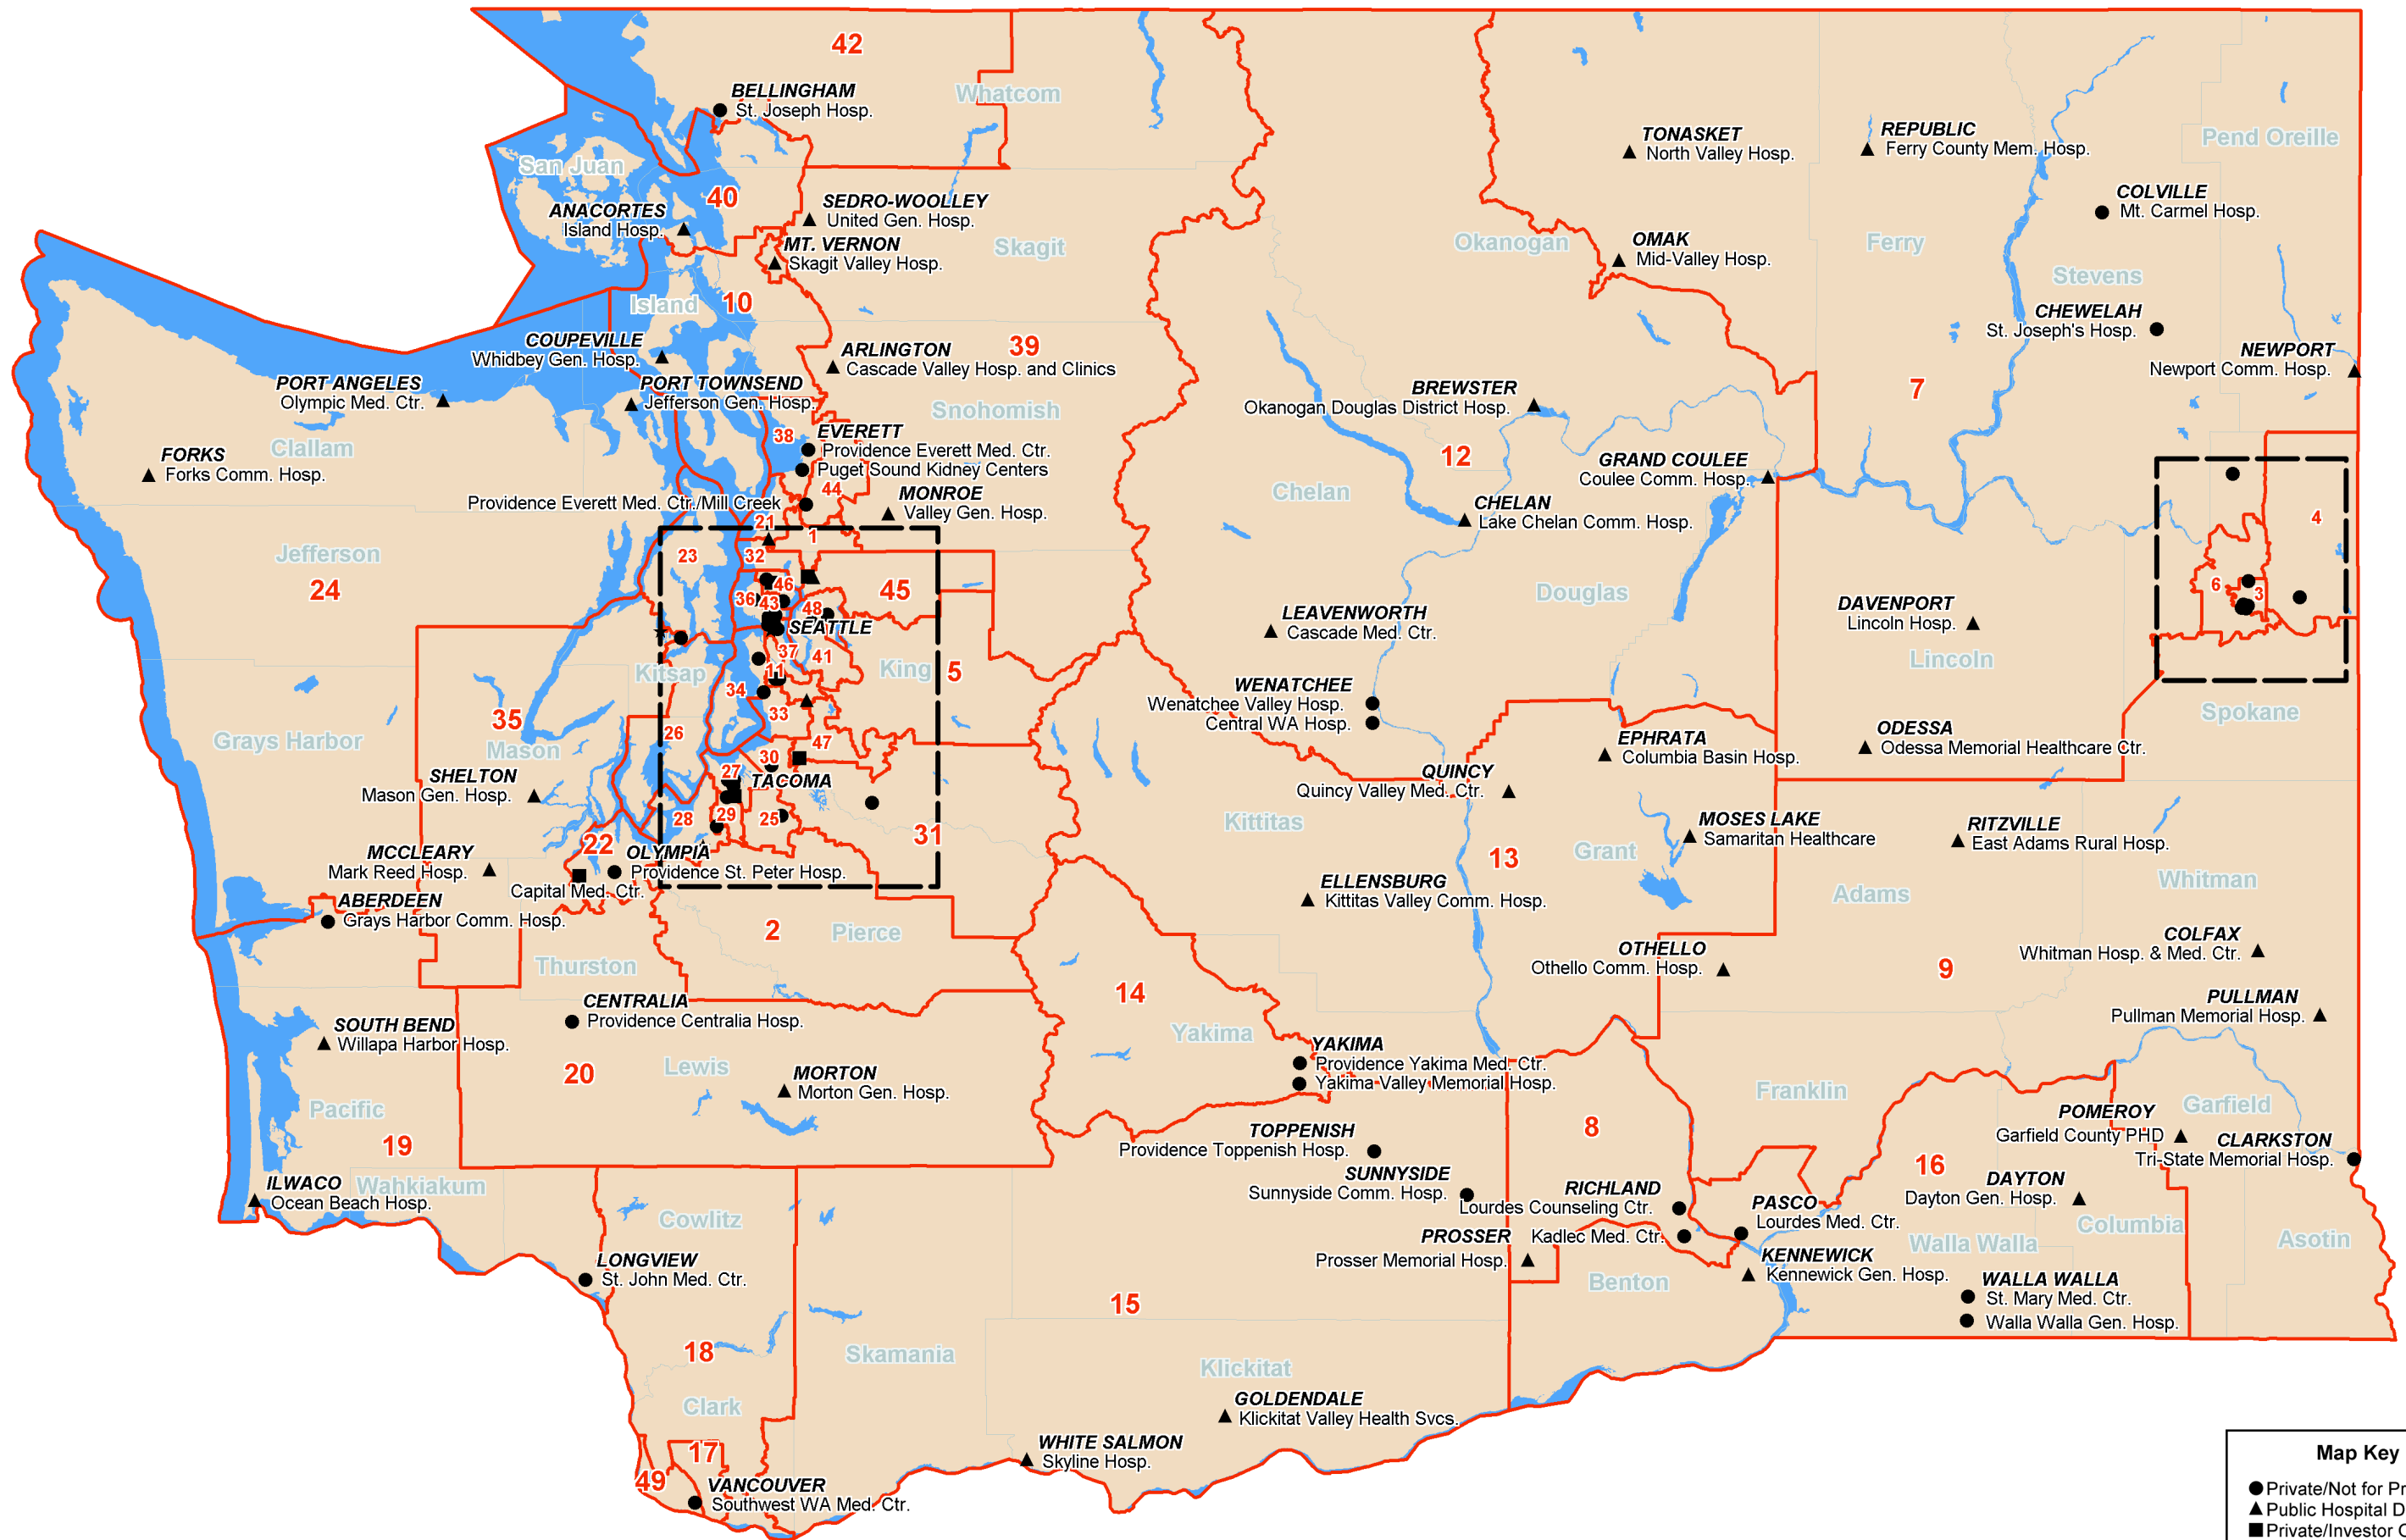 42
BELLINGHAM
St. Joseph Hosp.
Whatcom
San Juan
40
ANACORTES
Island Hosp.
SEDRO-WOOLLEY
United Gen. Hosp.
MT. VERNON
Skagit Valley Hosp.
Skagit
Island
10
COUPEVILLE
Whidbey Gen. Hosp.
ARLINGTON
Cascade Valley Hosp. and Clinics
39
Snohomish
PORT ANGELES
Olympic Med. Ctr.
PORT TOWNSEND
Jefferson Gen. Hosp.
Clallam
FORKS
Forks Comm. Hosp.
38
EVERETT
Providence Everett Med. Ctr.
Puget Sound Kidney Centers
44
Providence Everett Med. Ctr./Mill Creek
MONROE
Valley Gen. Hosp.
21
1
Jefferson
24
23
32
46
36
43
48
45
SEATTLE
37
41
11
King
5
Kitsap
34
33
35
Mason
26
47
Grays Harbor
SHELTON
Mason Gen. Hosp.
30
27
TACOMA
28
29
25
31
22
OLYMPIA
Providence St. Peter Hosp.
Capital Med. Ctr.
MCCLEARY
Mark Reed Hosp.
ABERDEEN
Grays Harbor Comm. Hosp.
2
Pierce
Thurston
CENTRALIA
Providence Centralia Hosp.
SOUTH BEND
Willapa Harbor Hosp.
20
Lewis
MORTON
Morton Gen. Hosp.
Pacific
19
Wahkiakum
ILWACO
Ocean Beach Hosp.
Cowlitz
LONGVIEW
St. John Med. Ctr.
18
Clark
17
49
VANCOUVER
Southwest WA Med. Ctr.
Skamania
TONASKET
North Valley Hosp.
REPUBLIC
Ferry County Mem. Hosp.
Pend Oreille
COLVILLE
Mt. Carmel Hosp.
Okanogan
OMAK
Mid-Valley Hosp.
Ferry
Stevens
CHEWELAH
St. Joseph's Hosp.
NEWPORT
Newport Comm. Hosp.
BREWSTER
Okanogan Douglas District Hosp.
7
12
GRAND COULEE
Coulee Comm. Hosp.
Chelan
CHELAN
Lake Chelan Comm. Hosp.
4
6
3
Douglas
LEAVENWORTH
Cascade Med. Ctr.
DAVENPORT
Lincoln Hosp.
Lincoln
WENATCHEE
Wenatchee Valley Hosp.
Central WA Hosp.
Spokane
EPHRATA
Columbia Basin Hosp.
ODESSA
Odessa Memorial Healthcare Ctr.
QUINCY
Quincy Valley Med. Ctr.
Kittitas
MOSES LAKE
Samaritan Healthcare
RITZVILLE
East Adams Rural Hosp.
13
Grant
ELLENSBURG
Kittitas Valley Comm. Hosp.
Adams
Whitman
OTHELLO
Othello Comm. Hosp.
9
COLFAX
Whitman Hosp. & Med. Ctr.
14
Yakima
PULLMAN
Pullman Memorial Hosp.
YAKIMA
Providence Yakima Med. Ctr.
Yakima Valley Memorial Hosp.
Franklin
8
Garfield
POMEROY
Garfield County PHD
CLARKSTON
Tri-State Memorial Hosp.
TOPPENISH
Providence Toppenish Hosp.
SUNNYSIDE
Sunnyside Comm. Hosp.
16
DAYTON
Dayton Gen. Hosp.
RICHLAND
Lourdes Counseling Ctr.
Kadlec Med. Ctr.
PASCO
Lourdes Med. Ctr.
Columbia
Walla Walla
Asotin
PROSSER
Prosser Memorial Hosp.
KENNEWICK
Kennewick Gen. Hosp.
Benton
WALLA WALLA
St. Mary Med. Ctr.
Walla Walla Gen. Hosp.
15
Klickitat
GOLDENDALE
Klickitat Valley Health Svcs.
WHITE SALMON
Skyline Hosp.
Map Key
Private/Not for Pr
Public Hospital D
Private/Investor